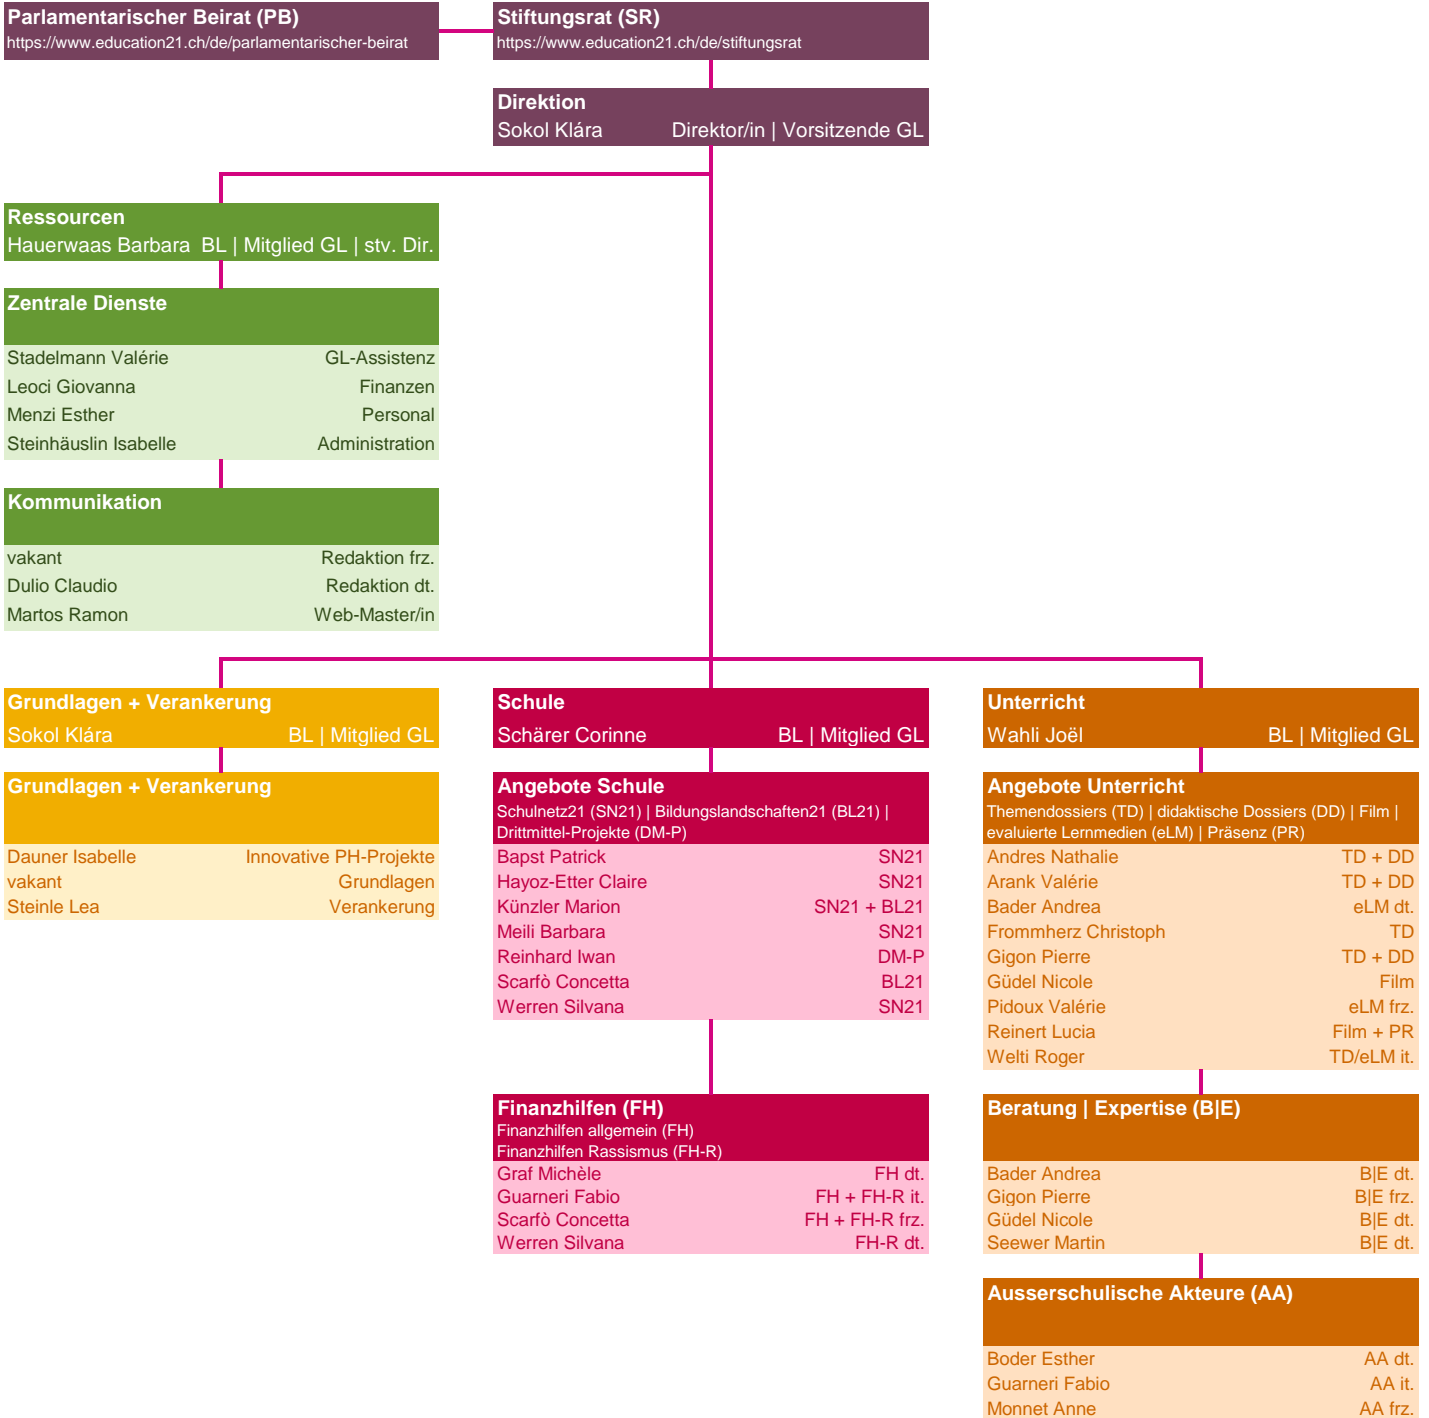 Parlamentarischer Beirat (PB)
https://www.education21.ch/de/parlamentarischer-beirat
Stiftungsrat (SR)
https://www.education21.ch/de/stiftungsrat
Direktion
Sokol Klára Direktor/in | Vorsitzende GL
Ressourcen
Hauerwaas Barbara BL | Mitglied GL | stv. Dir.
Zentrale Dienste
Stadelmann Valérie GL-Assistenz
Leoci Giovanna Finanzen
Menzi Esther Personal
Steinhäuslin Isabelle Administration
Kommunikation
vakant Redaktion frz.
Dulio Claudio Redaktion dt.
Martos Ramon Web-Master/in
Grundlagen + Verankerung
Sokol Klára BL | Mitglied GL
Grundlagen + Verankerung
Dauner Isabelle Innovative PH-Projekte
vakant Grundlagen
Steinle Lea Verankerung
Schule
Schärer Corinne BL | Mitglied GL
Angebote Schule
Schulnetz21 (SN21) | Bildungslandschaften21 (BL21) |
Drittmittel-Projekte (DM-P)
Bapst Patrick SN21
Hayoz-Etter Claire SN21
Künzler Marion SN21 + BL21
Meili Barbara SN21
Reinhard Iwan DM-P
Scarfò Concetta BL21
Werren Silvana SN21
Finanzhilfen (FH)
Finanzhilfen allgemein (FH)
Finanzhilfen Rassismus (FH-R)
Graf Michèle FH dt.
Guarneri Fabio FH + FH-R it.
Scarfò Concetta FH + FH-R frz.
Werren Silvana FH-R dt.
Unterricht
Wahli Joël BL | Mitglied GL
Angebote Unterricht
Themendossiers (TD) | didaktische Dossiers (DD) | Film |
evaluierte Lernmedien (eLM) | Präsenz (PR)
Andres Nathalie TD + DD
Arank Valérie TD + DD
Bader Andrea eLM dt.
Frommherz Christoph TD
Gigon Pierre TD + DD
Güdel Nicole Film
Pidoux Valérie eLM frz.
Reinert Lucia Film + PR
Welti Roger TD/eLM it.
Beratung | Expertise (B|E)
Bader Andrea B|E dt.
Gigon Pierre B|E frz.
Güdel Nicole B|E dt.
Seewer Martin B|E dt.
Ausserschulische Akteure (AA)
Boder Esther AA dt.
Guarneri Fabio AA it.
Monnet Anne AA frz.